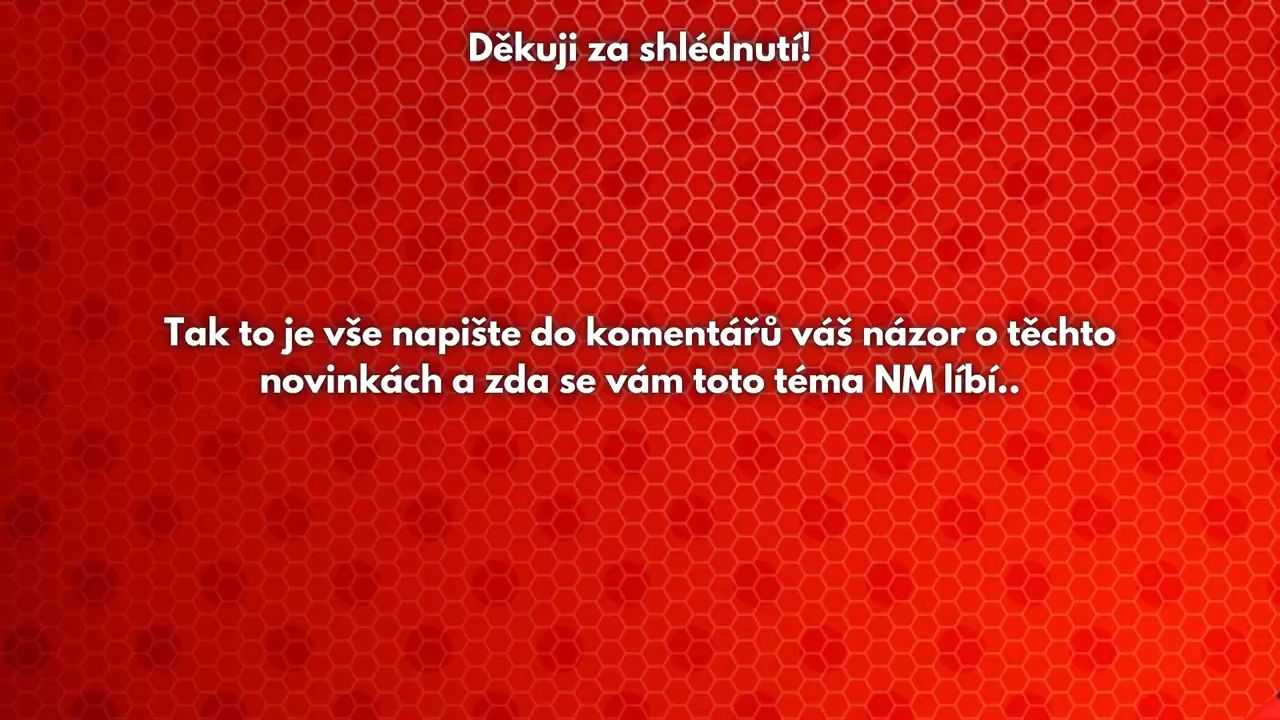 Děkuji za shlédnutí!
Tak to je vše napište do komentářů váš názor o těchto
novinkách a zda se vám toto téma NM líbí..